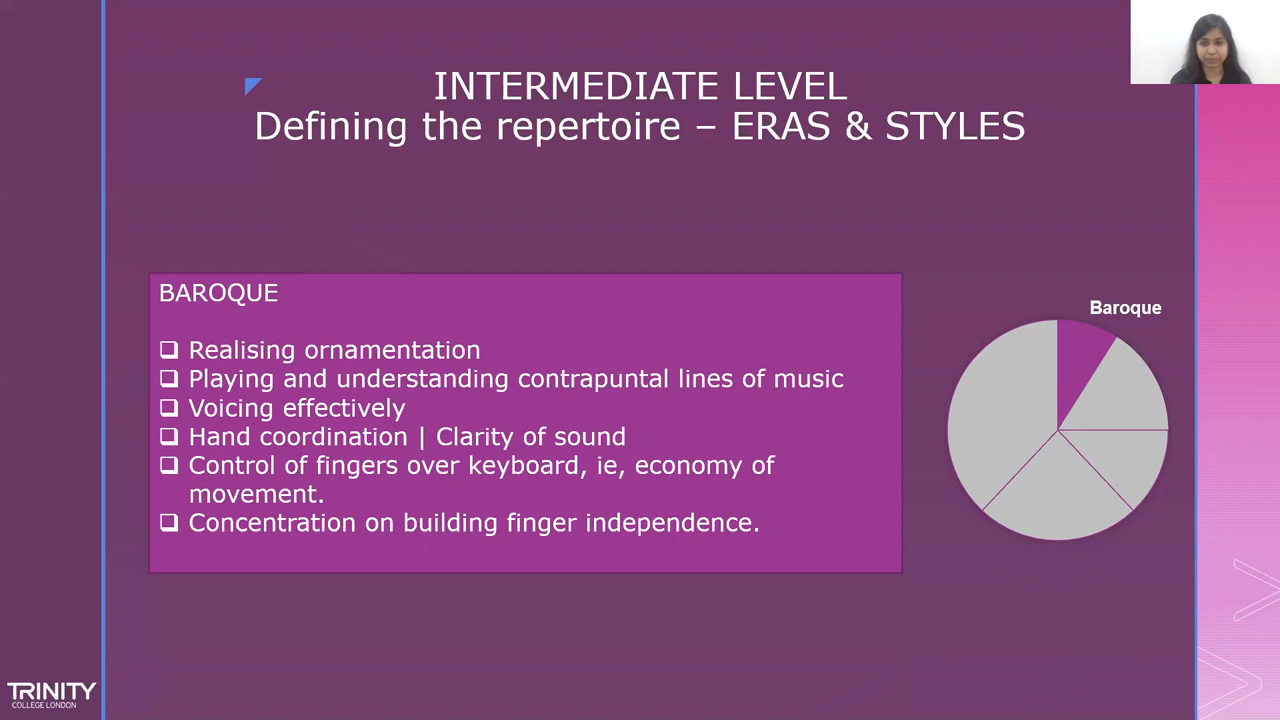 INTERMEDIATE LEVEL
Defining the repertoire – ERAS & STYLES
BAROQUE
❑ Realising ornamentation
❑ Playing and understanding contrapuntal lines of music
❑ Voicing effectively
❑ Hand coordination | Clarity of sound
❑ Control of fingers over keyboard, ie, economy of
movement.
❑ Concentration on building finger independence.
Baroque
TRINITY
COLLEGE LONDON